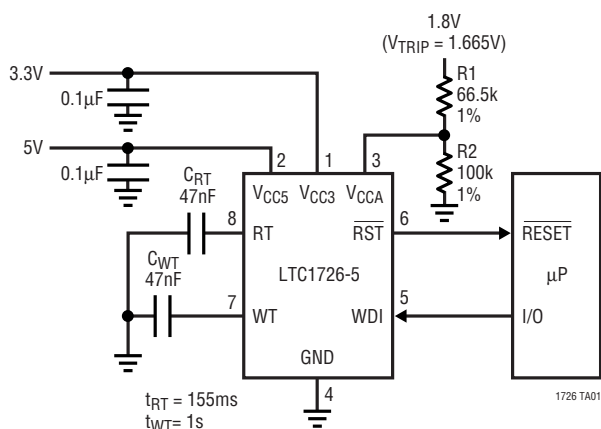 1.8V
(VTRIP = 1.665V)
3.3V
R1
66.5k
1%
0.1µF
5V
2
1
3
R2
100k
1%
0.1µF
CRT
47nF
VCC5
VCC3
VCCA
8
RT
RST
6
RESET
CWT
47nF
LTC1726-5
µP
7
WT
WDI
5
I/O
GND
4
tRT = 155ms
tWT= 1s
1726 TA01